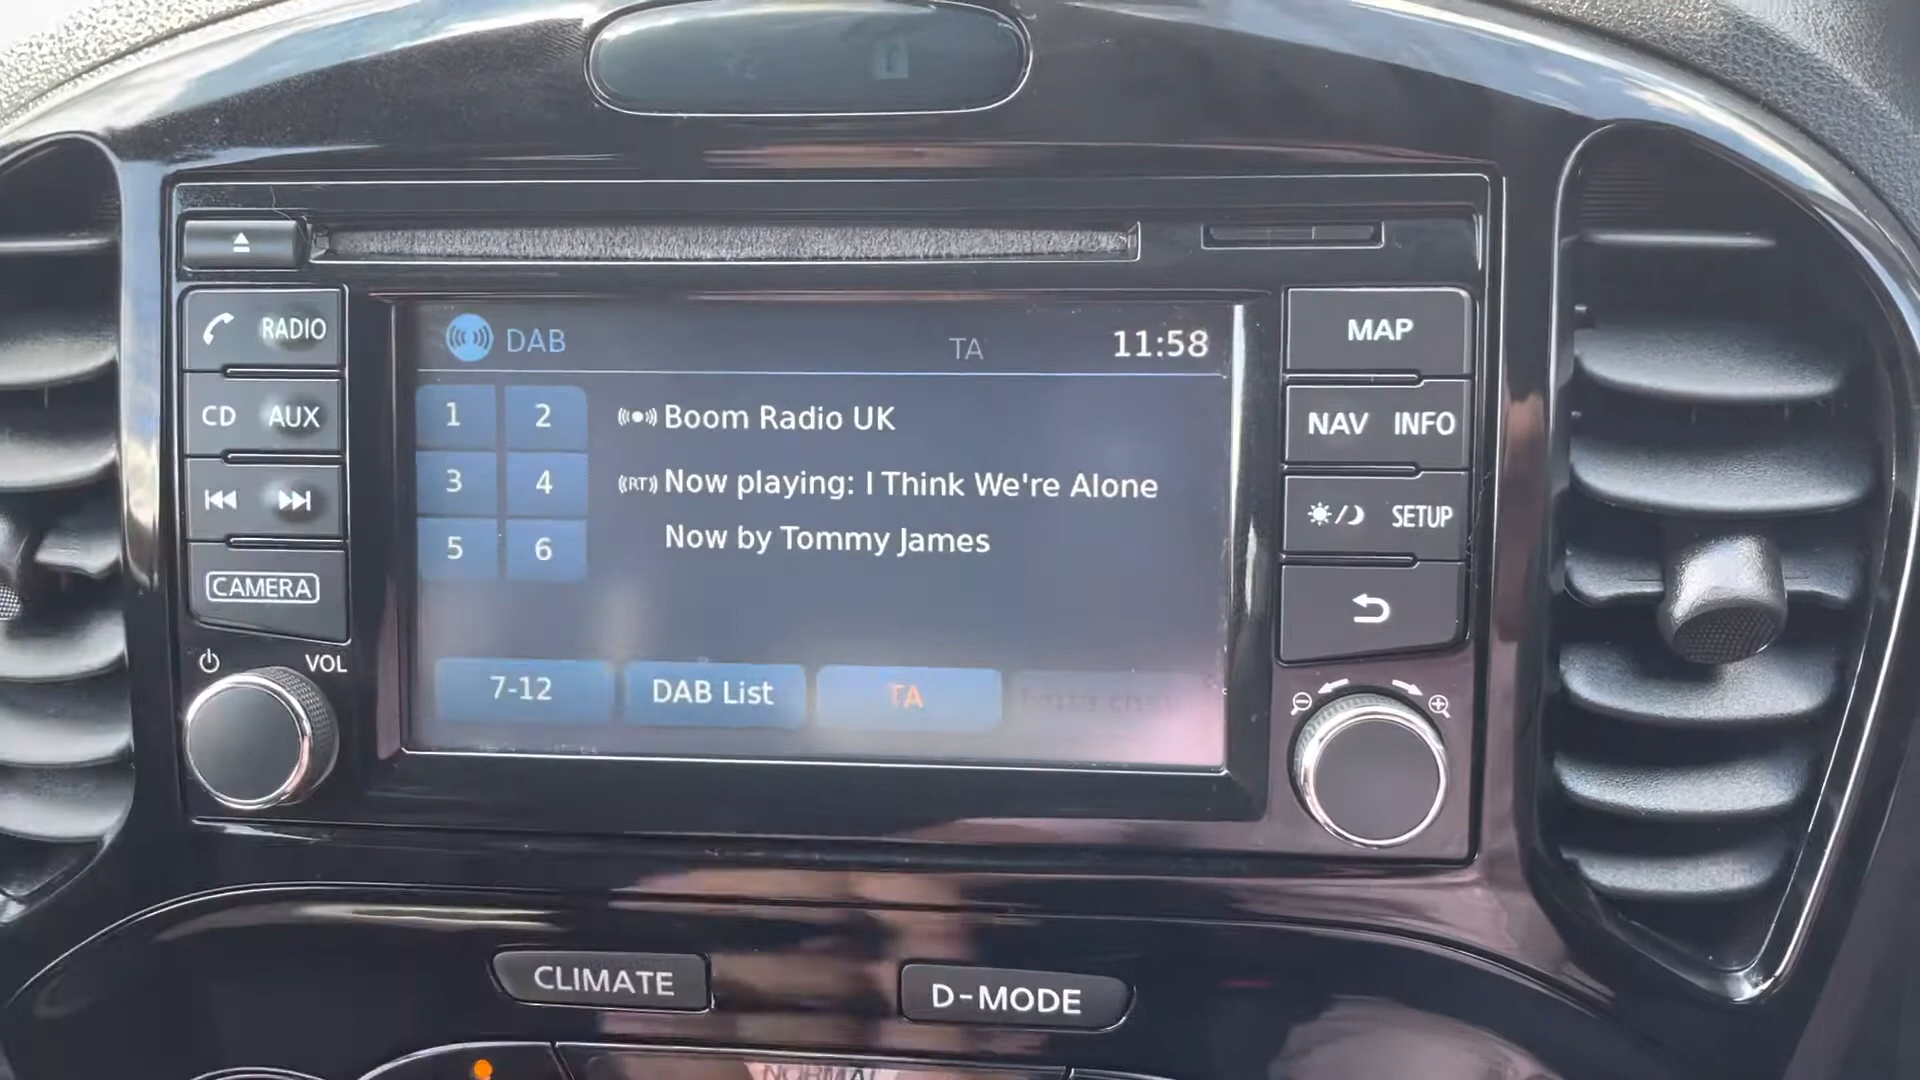 RADIO
CD AUX
CAMERA
VOL
DAB
TA
11:58
1 2
3 4
5 6
Boom Radio UK
(RT) Now playing: I Think We're Alone
Now by Tommy James
7-12
DAB List
TA
MAP
NAV INFO
SETUP
CLIMATE
D-MODE
NORMAL